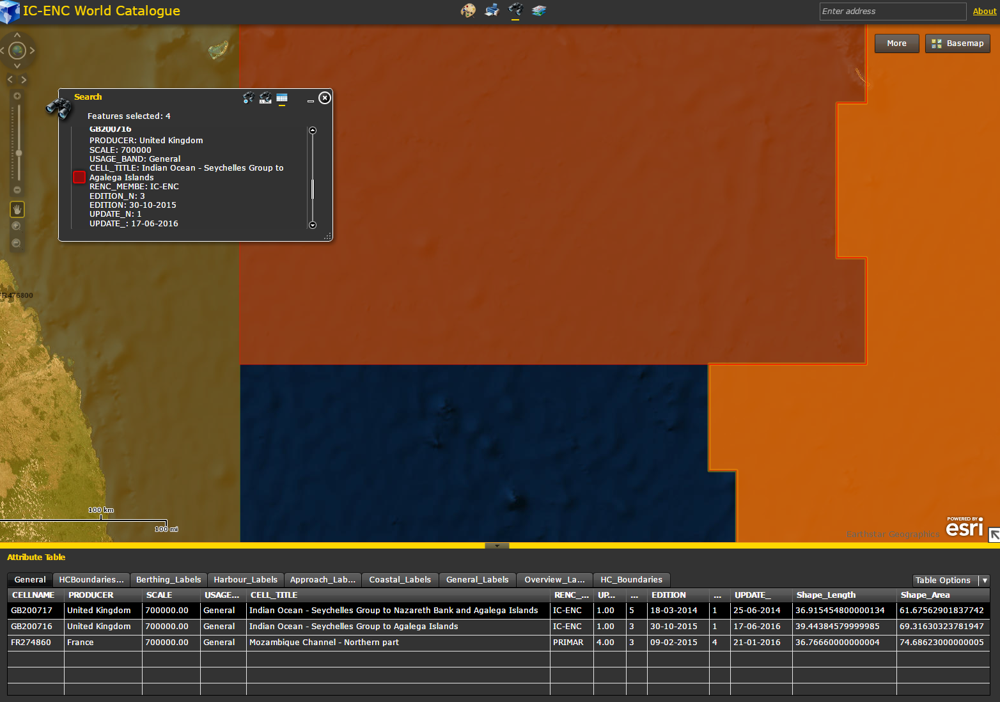 IC-ENC World Catalogue
Enter address
About
More
Basemap
Search
Features selected: 4
GB200716
PRODUCER: United Kingdom
SCALE: 700000
USAGE_BAND: General
CELL_TITLE: Indian Ocean - Seychelles Group to
Agalega Islands
RENC_MEMBE: IC-ENC
EDITION_N: 3
EDITION: 30-10-2015
UPDATE_N: 1
UPDATE_: 17-06-2016
FR476800
100 km
100 mi
Earthstar Geographics
POWERED BY
esri
Attribute Table
General HCBoundaries... Berthing_Labels Harbour_Labels Approach_Lab... Coastal_Labels General_Labels Overview_La... HC_Boundaries Table Options
CELLNAME PRODUCER SCALE USAGE... CELL_TITLE RENC_... UP... ... EDITION ... UPDATE_ Shape_Length Shape_Area
GB200717 United Kingdom 700000.00 General Indian Ocean - Seychelles Group to Nazareth Bank and Agalega Islands IC-ENC 1.00 5 18-03-2014 1 25-06-2014 36.915454800000134 61.67562901837742
GB200716 United Kingdom 700000.00 General Indian Ocean - Seychelles Group to Agalega Islands IC-ENC 1.00 3 30-10-2015 1 17-06-2016 39.44384579999985 69.31630323781947
FR274860 France 700000.00 General Mozambique Channel - Northern part PRIMAR 4.00 3 09-02-2015 4 21-01-2016 36.76660000000004 74.68623000000005